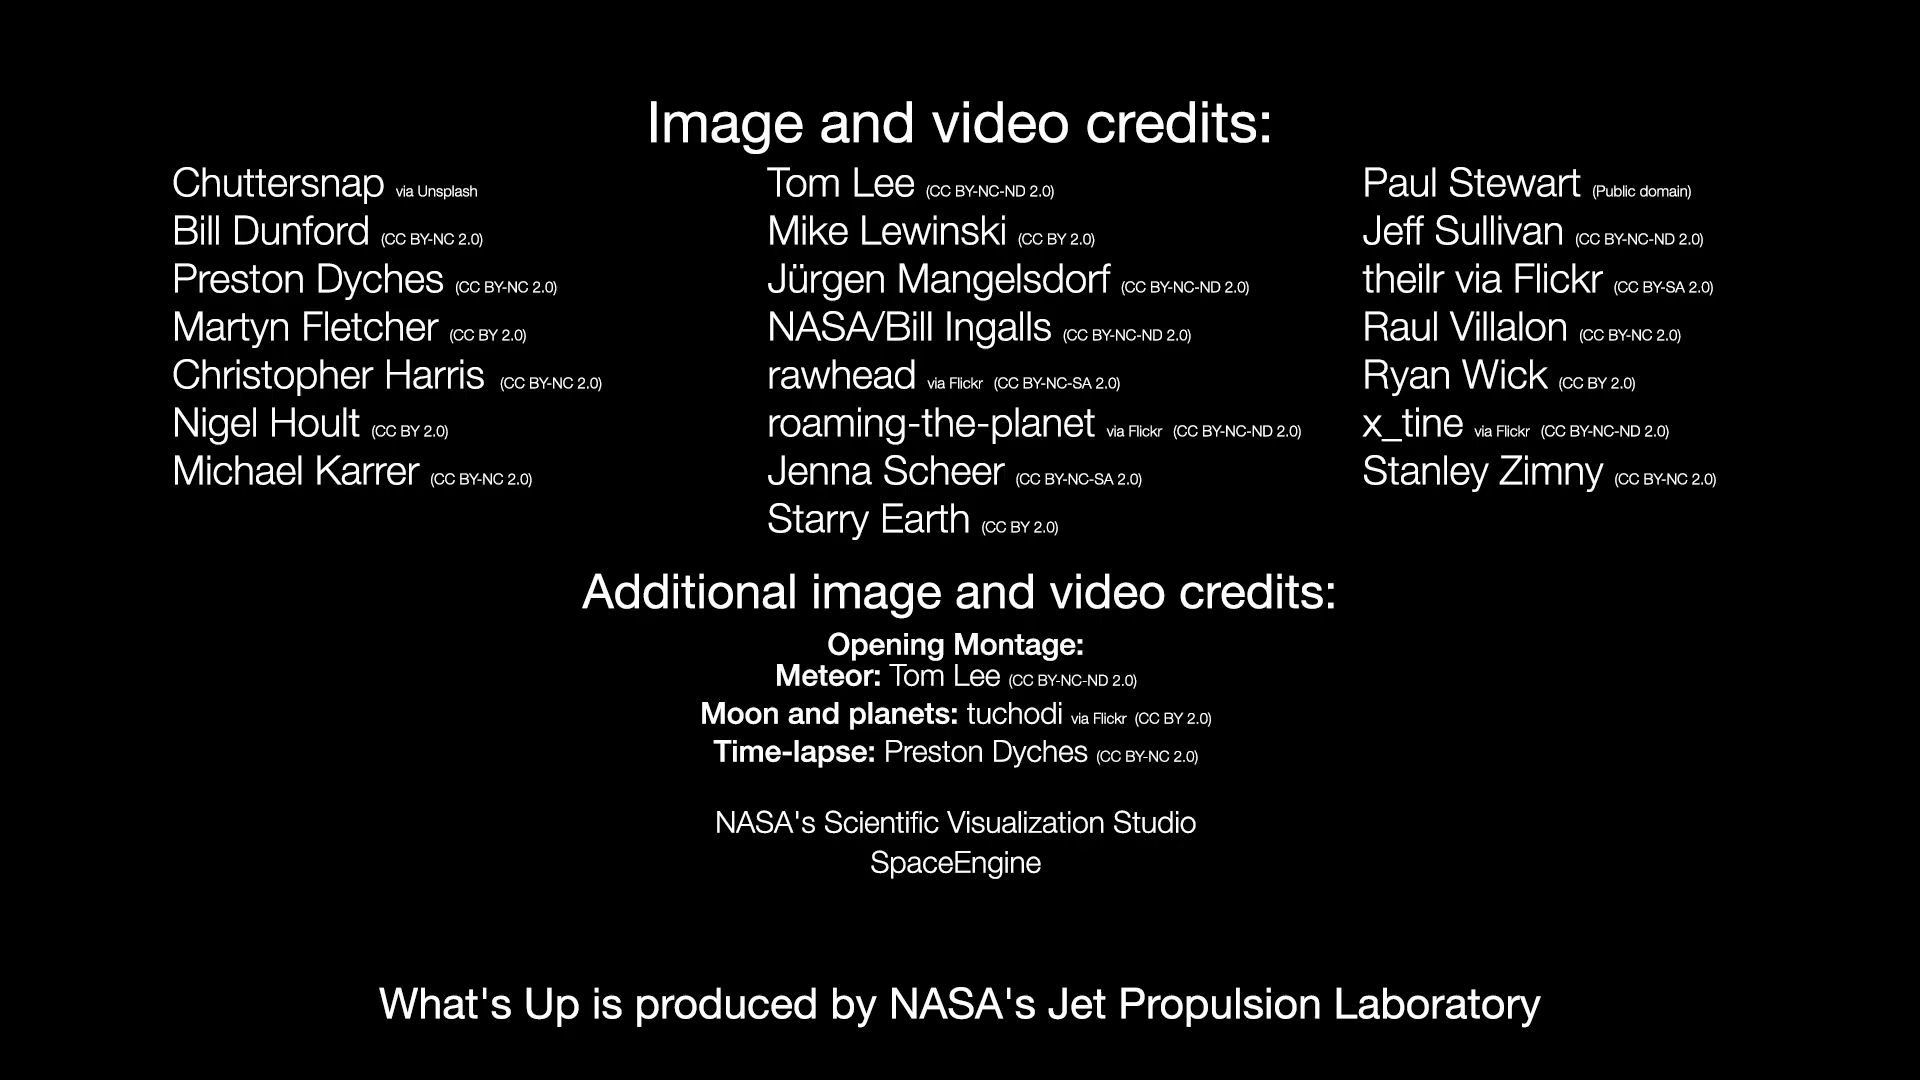 Image and video credits:
Chuttersnap via Unsplash
Bill Dunford (CC BY-NC 2.0)
Preston Dyches (CC BY-NC 2.0)
Martyn Fletcher (CC BY 2.0)
Christopher Harris (CC BY-NC 2.0)
Nigel Hoult (CC BY 2.0)
Michael Karrer (CC BY-NC 2.0)
Tom Lee (CC BY-NC-ND 2.0)
Mike Lewinski (CC BY 2.0)
Jürgen Mangelsdorf (CC BY-NC-ND 2.0)
NASA/Bill Ingalls (CC BY-NC-ND 2.0)
rawhead via Flickr (CC BY-NC-SA 2.0)
roaming-the-planet via Flickr (CC BY-NC-ND 2.0)
Jenna Scheer (CC BY-NC-SA 2.0)
Starry Earth (CC BY 2.0)
Paul Stewart (Public domain)
Jeff Sullivan (CC BY-NC-ND 2.0)
theilr via Flickr (CC BY-SA 2.0)
Raul Villalon (CC BY-NC 2.0)
Ryan Wick (CC BY 2.0)
x_tine via Flickr (CC BY-NC-ND 2.0)
Stanley Zimny (CC BY-NC 2.0)
Additional image and video credits:
Opening Montage:
Meteor: Tom Lee (CC BY-NC-ND 2.0)
Moon and planets: tuchodi via Flickr (CC BY 2.0)
Time-lapse: Preston Dyches (CC BY-NC 2.0)
NASA's Scientific Visualization Studio
SpaceEngine
What's Up is produced by NASA's Jet Propulsion Laboratory